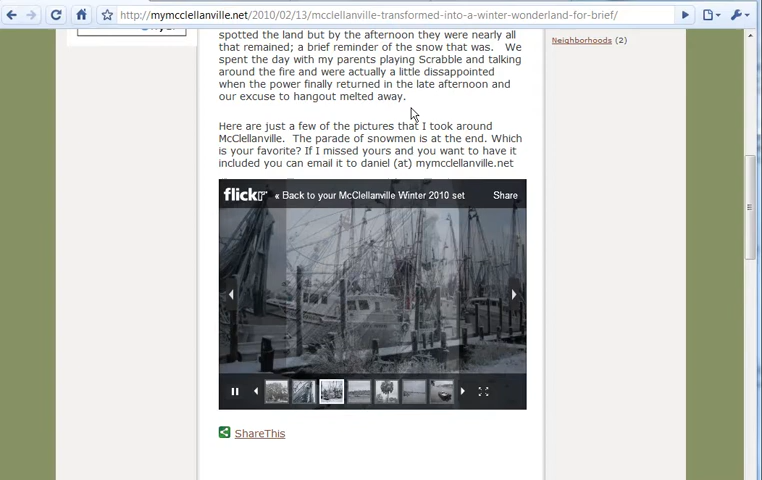 http://mymcclellanville.net/2010/02/13/mcclellanville-transformed-into-a-winter-wonderland-for-brief/
spotted the land but by the afternoon they were nearly all
that remained; a brief reminder of the snow that was. We
spent the day with my parents playing Scrabble and talking
around the fire and were actually a little dissappointed
when the power finally returned in the late afternoon and
our excuse to hangout melted away.
Neighborhoods (2)
Here are just a few of the pictures that I took around
McClellanville. The parade of snowmen is at the end. Which
is your favorite? If I missed yours and you want to have it
included you can email it to daniel (at) mymcclellanville.net
flickr « Back to your McClellanville Winter 2010 set Share
ShareThis